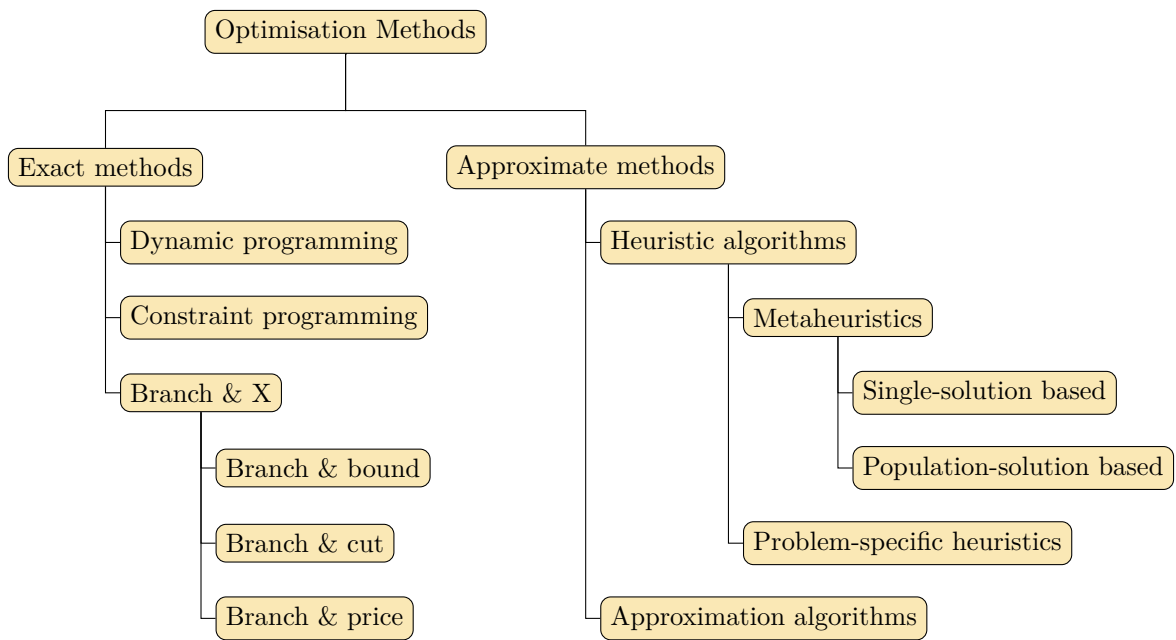 Optimisation Methods
Exact methods
Dynamic programming
Constraint programming
Branch & X
Branch & bound
Branch & cut
Branch & price
Approximate methods
Heuristic algorithms
Metaheuristics
Single-solution based
Population-solution based
Problem-specific heuristics
Approximation algorithms